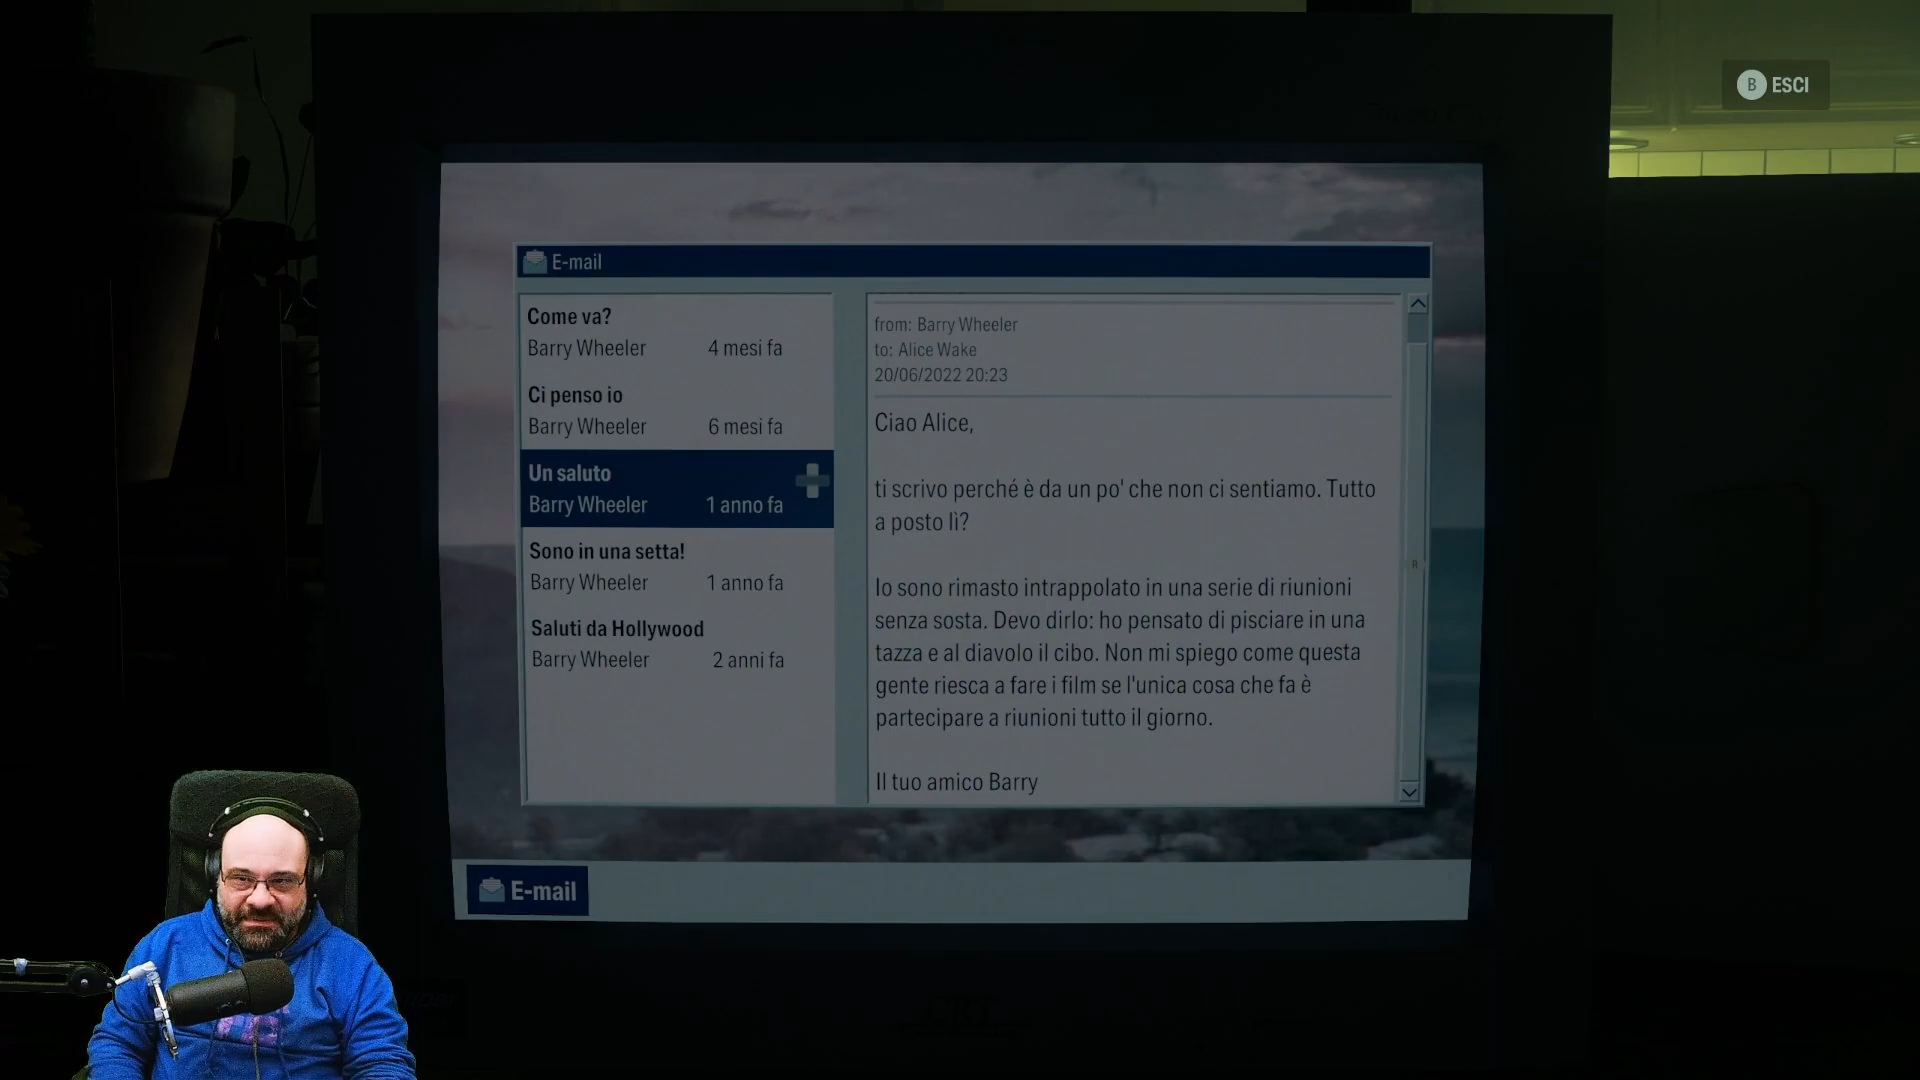 B ESCI
E-mail
Come va?
Barry Wheeler 4 mesi fa
Ci penso io
Barry Wheeler 6 mesi fa
Un saluto
Barry Wheeler 1 anno fa
Sono in una setta!
Barry Wheeler 1 anno fa
Saluti da Hollywood
Barry Wheeler 2 anni fa
from: Barry Wheeler
to: Alice Wake
20/06/2022 20:23
Ciao Alice,
ti scrivo perché è da un po' che non ci sentiamo. Tutto
a posto lì?
Io sono rimasto intrappolato in una serie di riunioni
senza sosta. Devo dirlo: ho pensato di pisciare in una
tazza e al diavolo il cibo. Non mi spiego come questa
gente riesca a fare i film se l'unica cosa che fa è
partecipare a riunioni tutto il giorno.
Il tuo amico Barry
R
E-mail